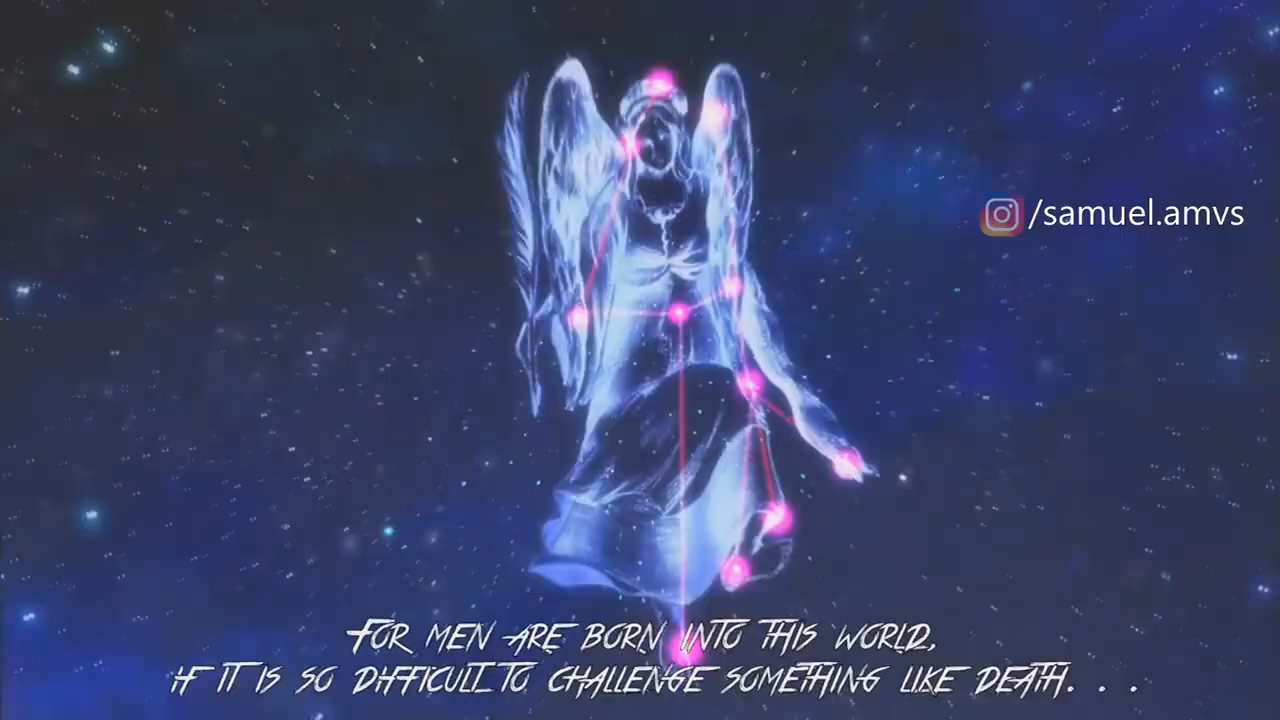 /samuel.amvs
FOR MEN ARE BORN INTO THIS WORLD,
IF IT IS SO DIFFICULT TO CHALLENGE SOMETHING LIKE DEATH. . .